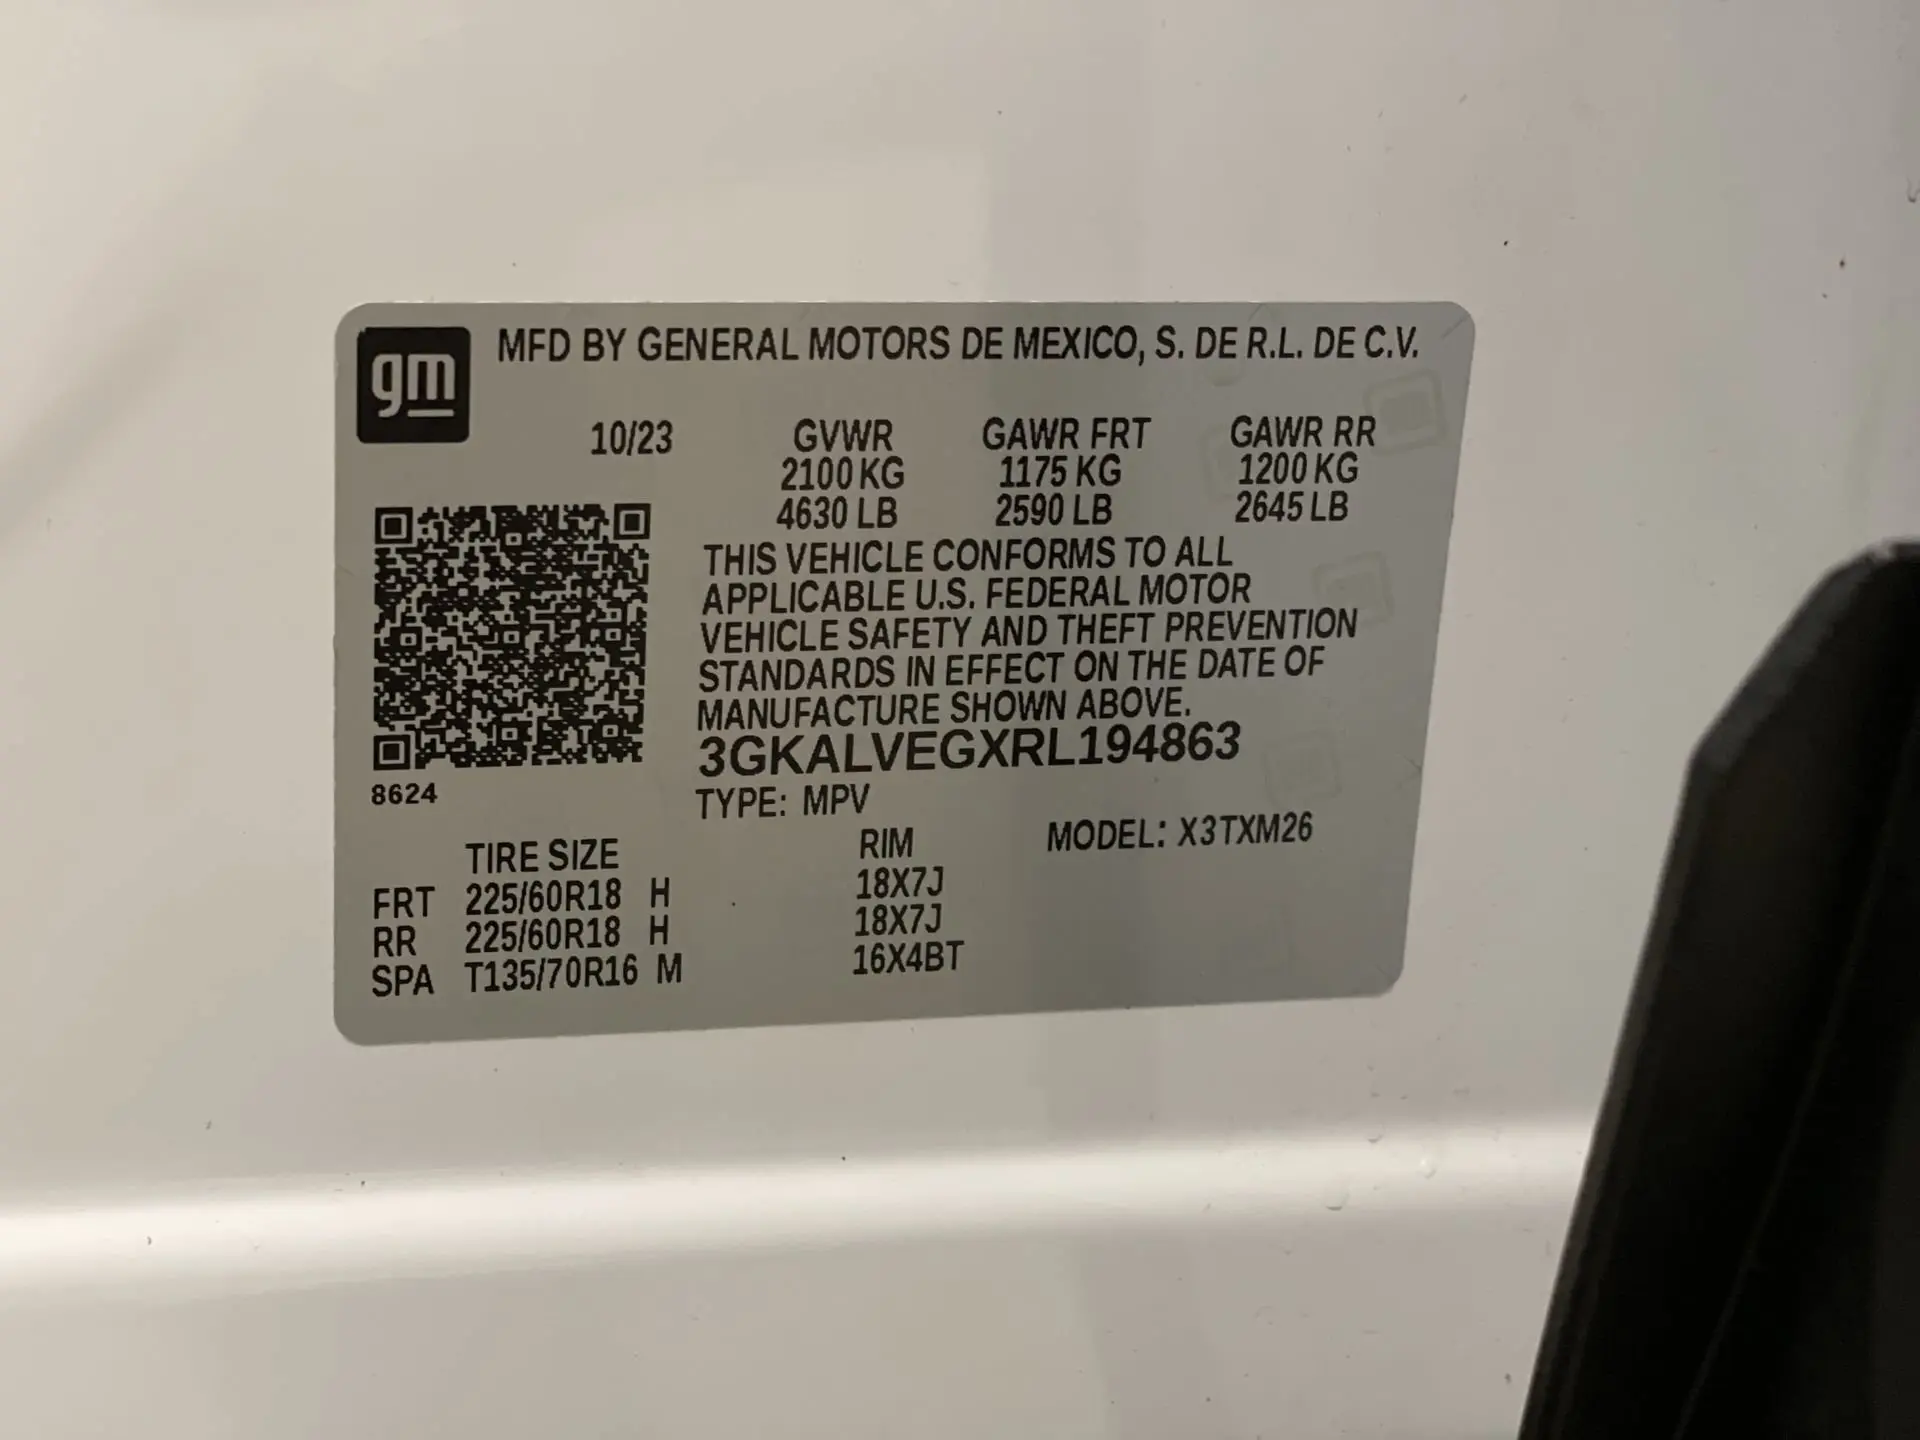 gm
MFD BY GENERAL MOTORS DE MEXICO, S. DE R.L. DE C.V.
10/23 GVWR GAWR FRT GAWR RR
2100 KG 1175 KG 1200 KG
4630 LB 2590 LB 2645 LB
THIS VEHICLE CONFORMS TO ALL
APPLICABLE U.S. FEDERAL MOTOR
VEHICLE SAFETY AND THEFT PREVENTION
STANDARDS IN EFFECT ON THE DATE OF
MANUFACTURE SHOWN ABOVE.
3GKALVEGXRL194863
8624
TYPE: MPV
MODEL: X3TXM26
TIRE SIZE RIM
FRT 225/60R18 H 18X7J
RR 225/60R18 H 18X7J
SPA T135/70R16 M 16X4BT